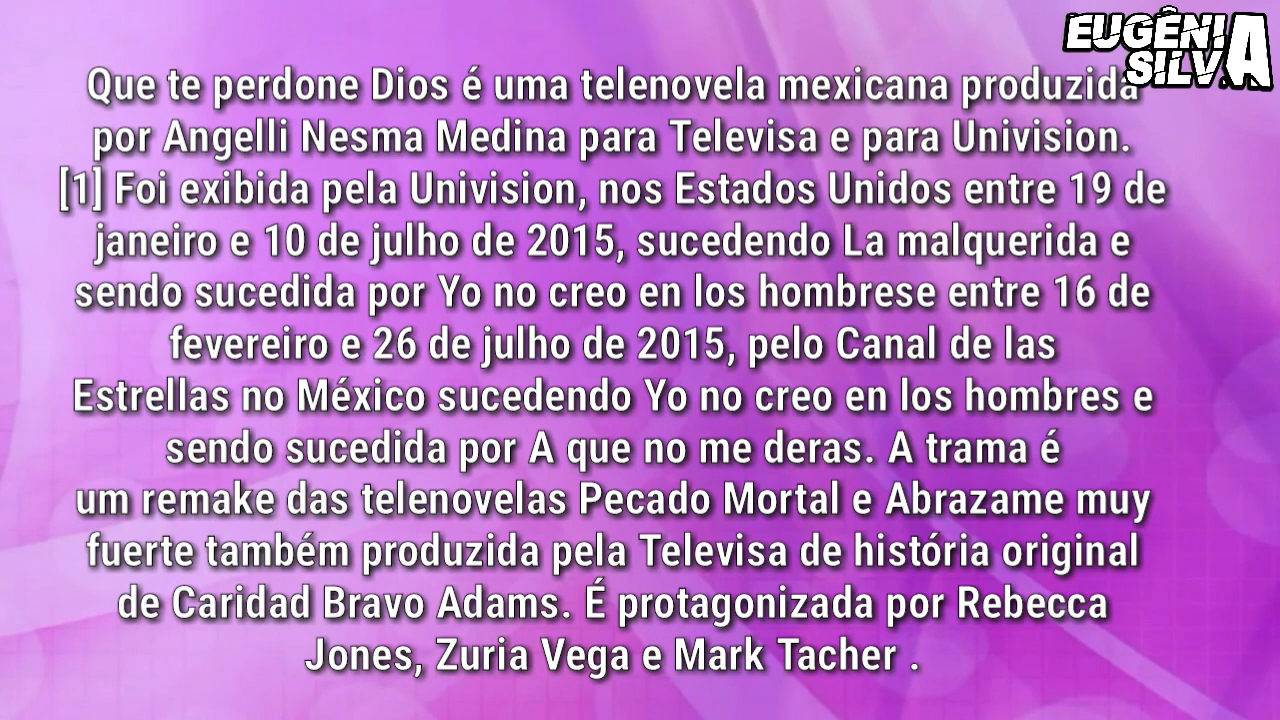 EUGÊNIA
SILVA
Que te perdone Dios é uma telenovela mexicana produzida
por Angelli Nesma Medina para Televisa e para Univision.
[1] Foi exibida pela Univision, nos Estados Unidos entre 19 de
janeiro e 10 de julho de 2015, sucedendo La malquerida e
sendo sucedida por Yo no creo en los hombrese entre 16 de
fevereiro e 26 de julho de 2015, pelo Canal de las
Estrellas no México sucedendo Yo no creo en los hombres e
sendo sucedida por A que no me deras. A trama é
um remake das telenovelas Pecado Mortal e Abrazame muy
fuerte também produzida pela Televisa de história original
de Caridad Bravo Adams. É protagonizada por Rebecca
Jones, Zuria Vega e Mark Tacher .